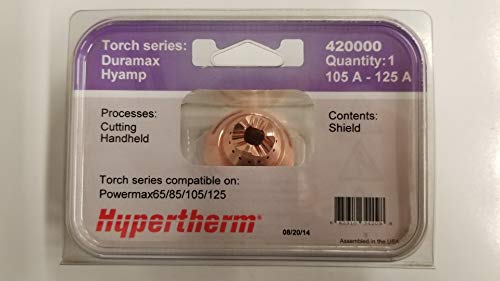 Torch series:
Duramax
Hyamp
420000
Quantity:1
105 A - 125 A
Processes:
Cutting
Handheld
Contents:
Shield
Torch series compatible on:
Powermax65/85/105/125
Hypertherm®
08/20/14
Assembled in the USA